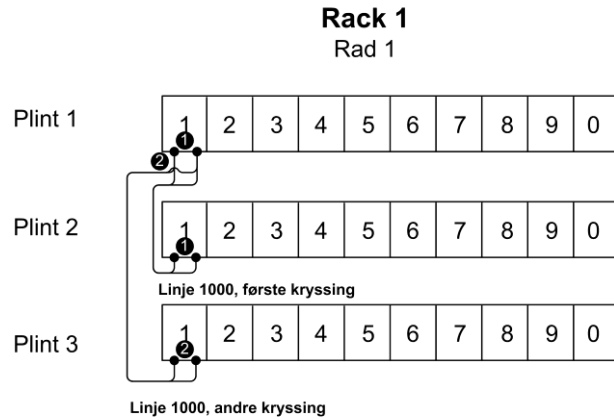 Rack 1
Rad 1
Plint 1 1 2 3 4 5 6 7 8 9 0
1
2
Plint 2 1 2 3 4 5 6 7 8 9 0
1
Linje 1000, første kryssing
Plint 3 1 2 3 4 5 6 7 8 9 0
2
Linje 1000, andre kryssing